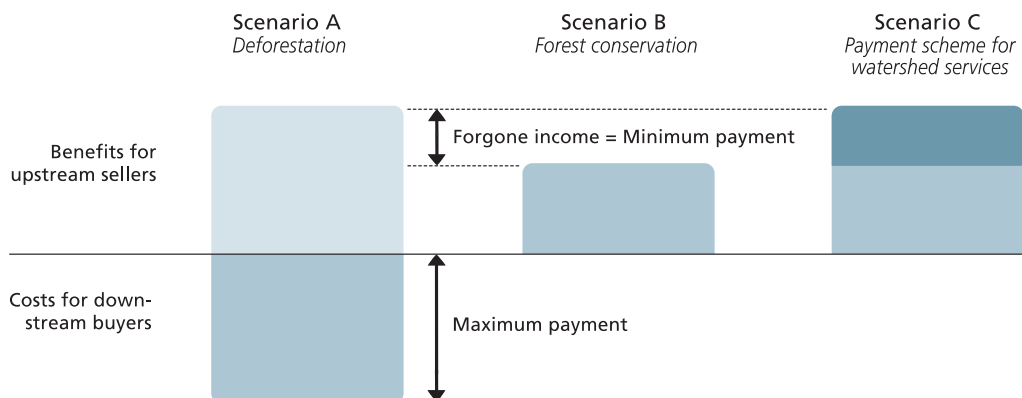 Scenario A
Deforestation
Scenario B
Forest conservation
Scenario C
Payment scheme for
watershed services
Benefits for
upstream sellers
Forgone income = Minimum payment
Costs for down-
stream buyers
Maximum payment